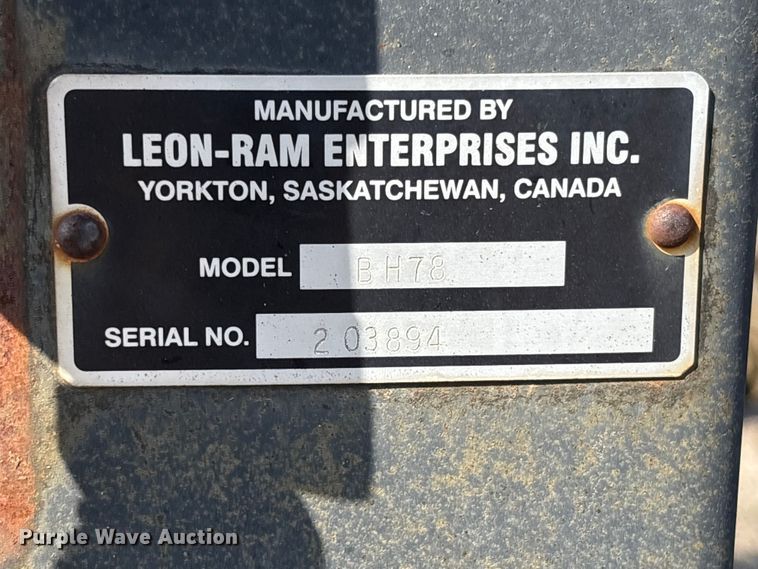 MANUFACTURED BY
LEON-RAM ENTERPRISES INC.
YORKTON, SASKATCHEWAN, CANADA
MODEL BH78
SERIAL NO. 203894
Purple Wave Auction